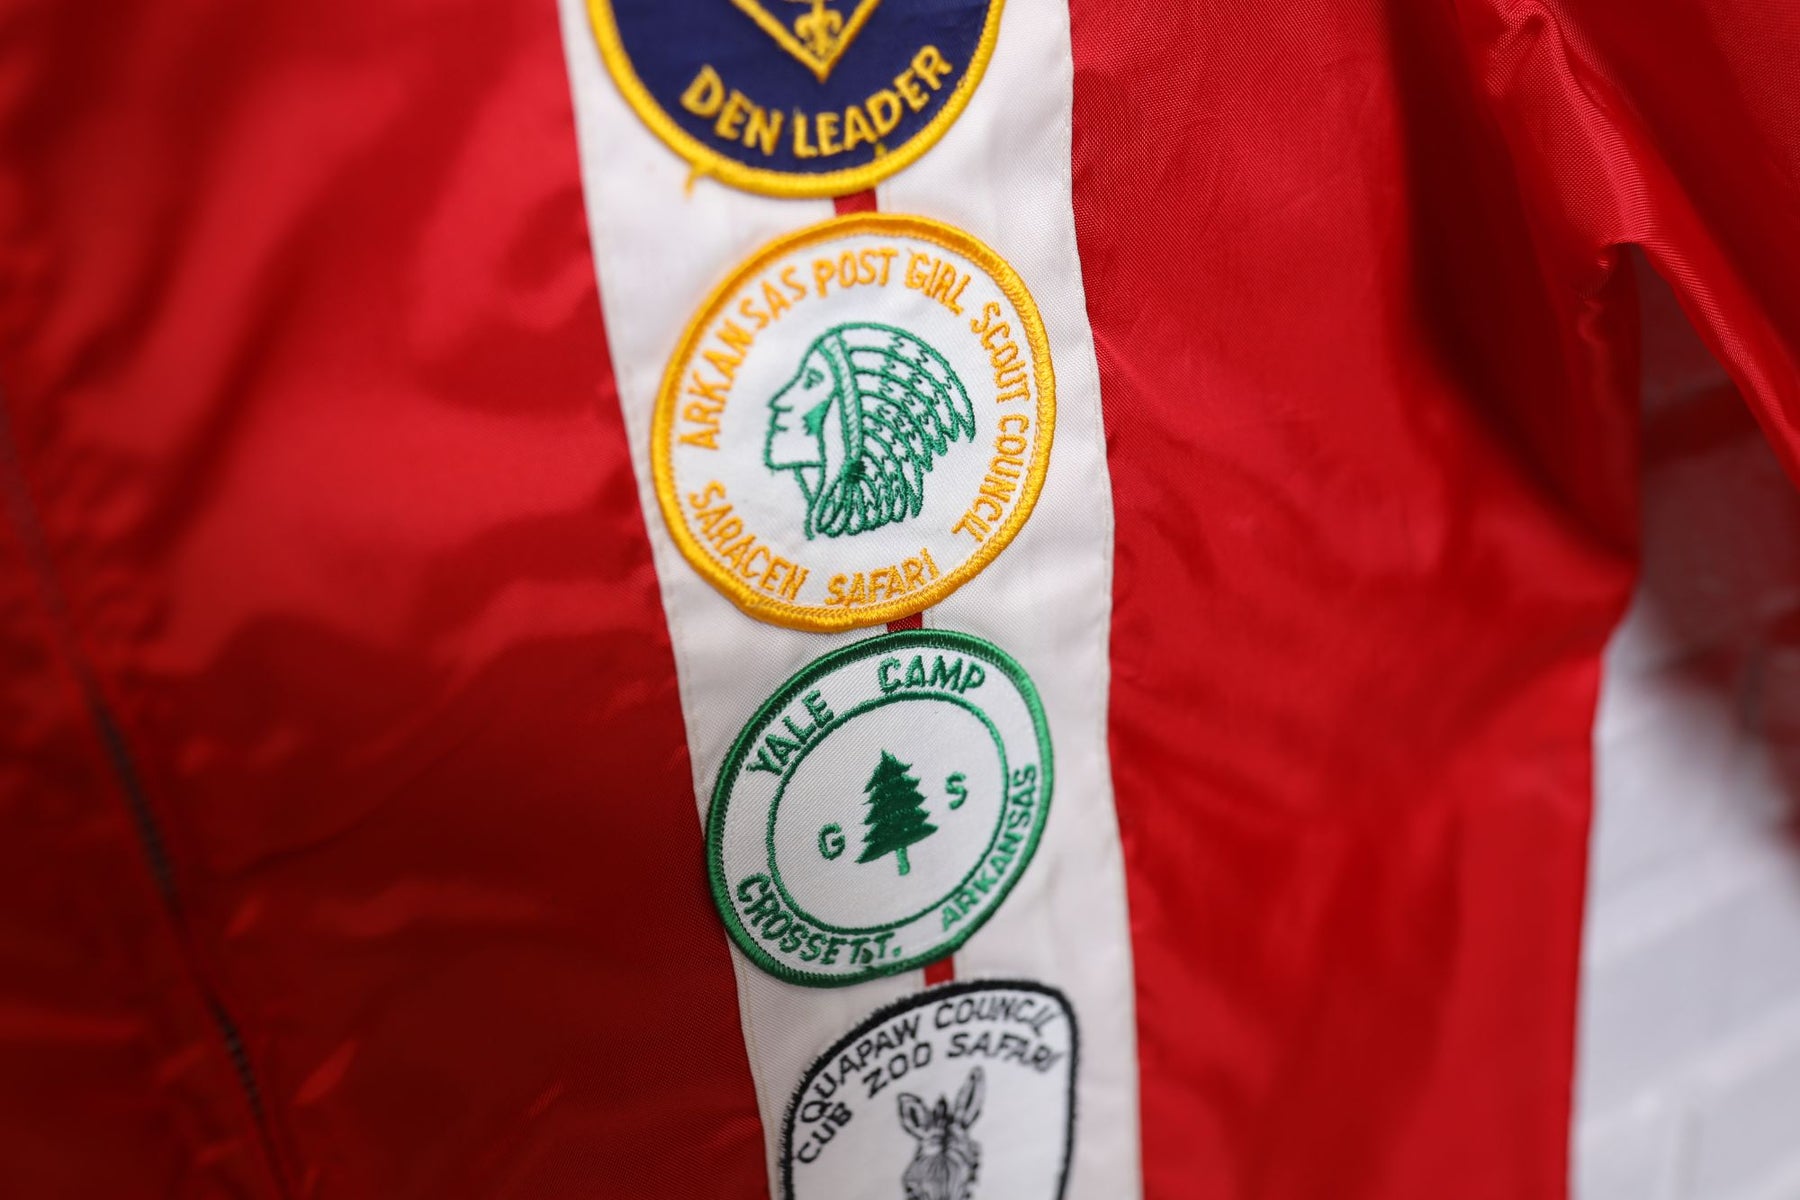 DEN LEADER
ARKANSAS POST GIRL SCOUT COUNCIL
SARACEN SAFARI
YALE CAMP
G S
CROSSETT. ARKANSAS
QUAPAW COUNCIL
CUB ZOO SAFARI